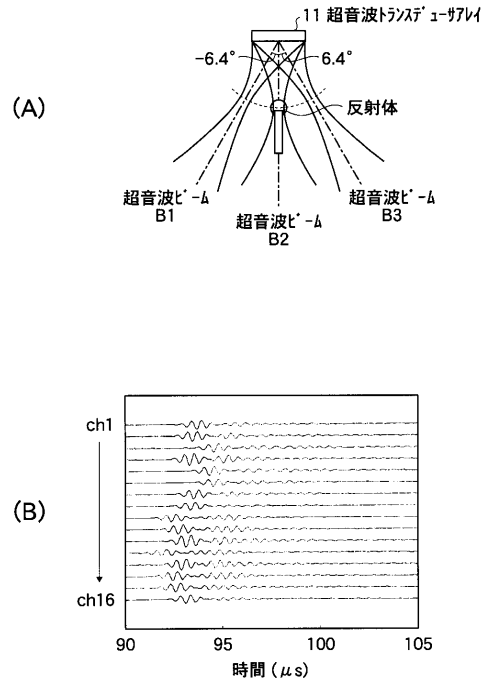 11 超音波トランスデューサアレイ
-6.4° 6.4°
(A)
反射体
超音波ビーム
B1
超音波ビーム
B2
超音波ビーム
B3
(B)
ch1
ch16
90 95 100 105
時間(μs)